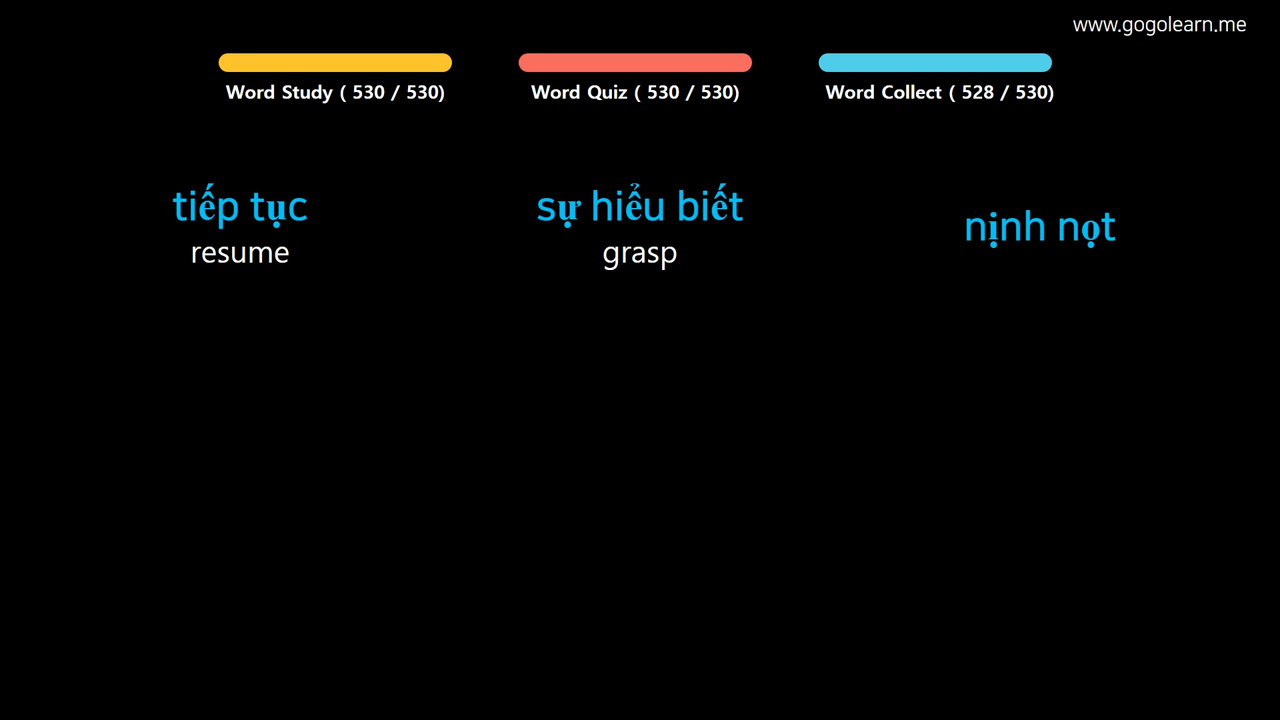 www.gogolearn.me
Word Study ( 530 / 530)
Word Quiz ( 530 / 530)
Word Collect ( 528 / 530)
tiếp tục
resume
sự hiểu biết
grasp
nịnh nọt